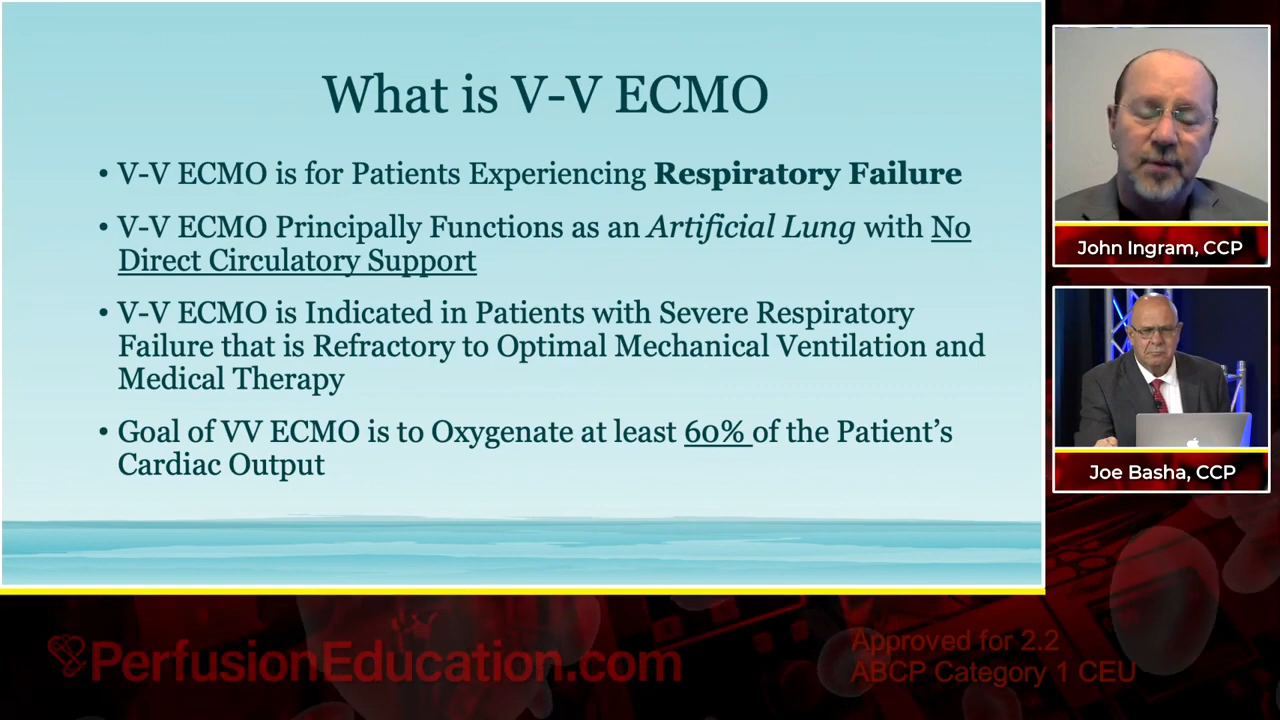 What is V-V ECMO
• V-V ECMO is for Patients Experiencing Respiratory Failure
• V-V ECMO Principally Functions as an Artificial Lung with No
Direct Circulatory Support
• V-V ECMO is Indicated in Patients with Severe Respiratory
Failure that is Refractory to Optimal Mechanical Ventilation and
Medical Therapy
• Goal of VV ECMO is to Oxygenate at least 60% of the Patient's
Cardiac Output
John Ingram, CCP
Joe Basha, CCP
PerfusionEducation.com
Approved for 2.2
ABCP Category 1 CEU